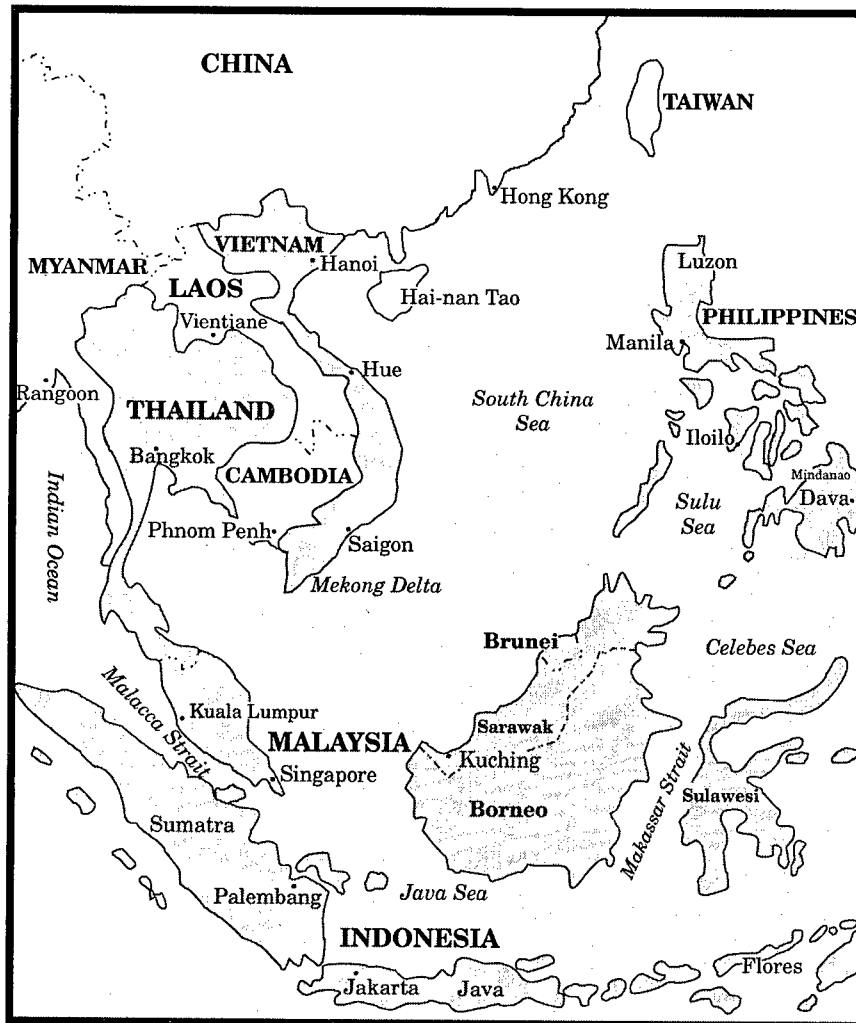 CHINA
TAIWAN
Hong Kong
VIETNAM
Hanoi
MYANMAR
LAOS
Hai-nan Tao
Luzon
Vientiane
PHILIPPINES
Manila
Hue
Rangoon
THAILAND
South China
Sea
Iloilo
Bangkok
CAMBODIA
Mindanao
Dava
Indian Ocean
Sulu
Sea
Phnom Penh
Saigon
Mekong Delta
Brunei
Celebes Sea
Malacca Strait
Kuala Lumpur
Sarawak
MALAYSIA
Kuching
Singapore
Makassar Strait
Sulawesi
Borneo
Sumatra
Palembang
Java Sea
INDONESIA
Flores
Jakarta
Java